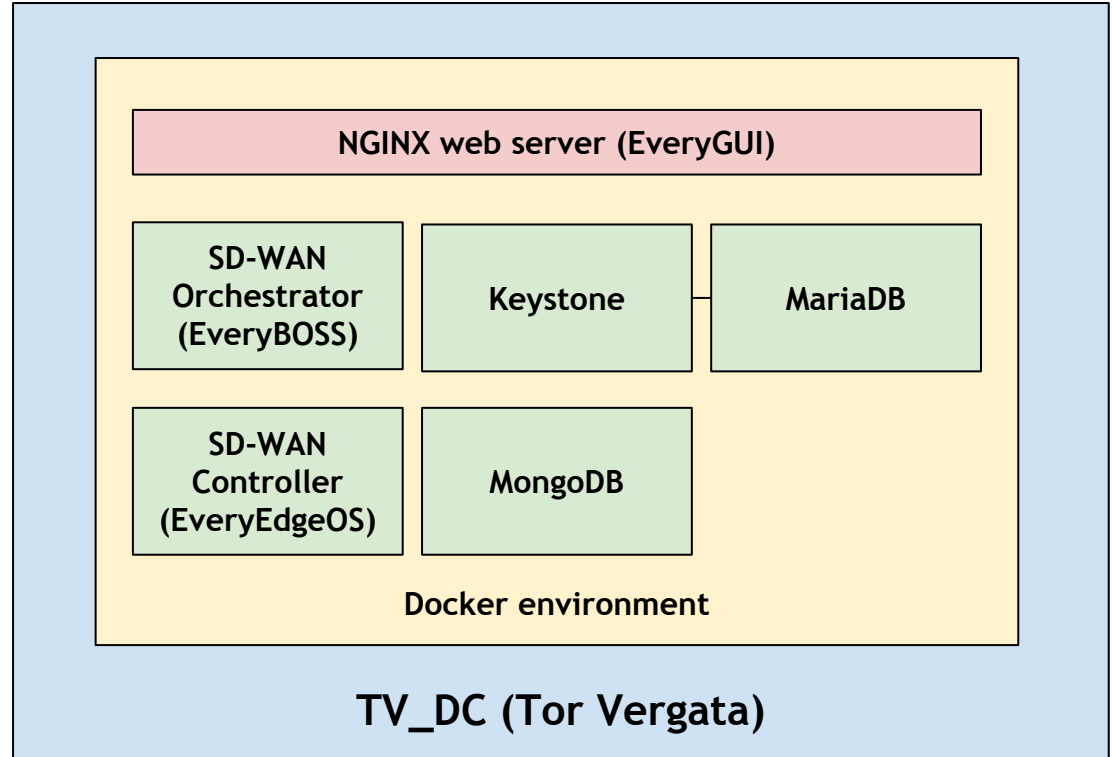 NGINX web server (EveryGUI)
SD-WAN
Orchestrator
(EveryBOSS)
Keystone
MariaDB
SD-WAN
Controller
(EveryEdgeOS)
MongoDB
Docker environment
TV_DC (Tor Vergata)